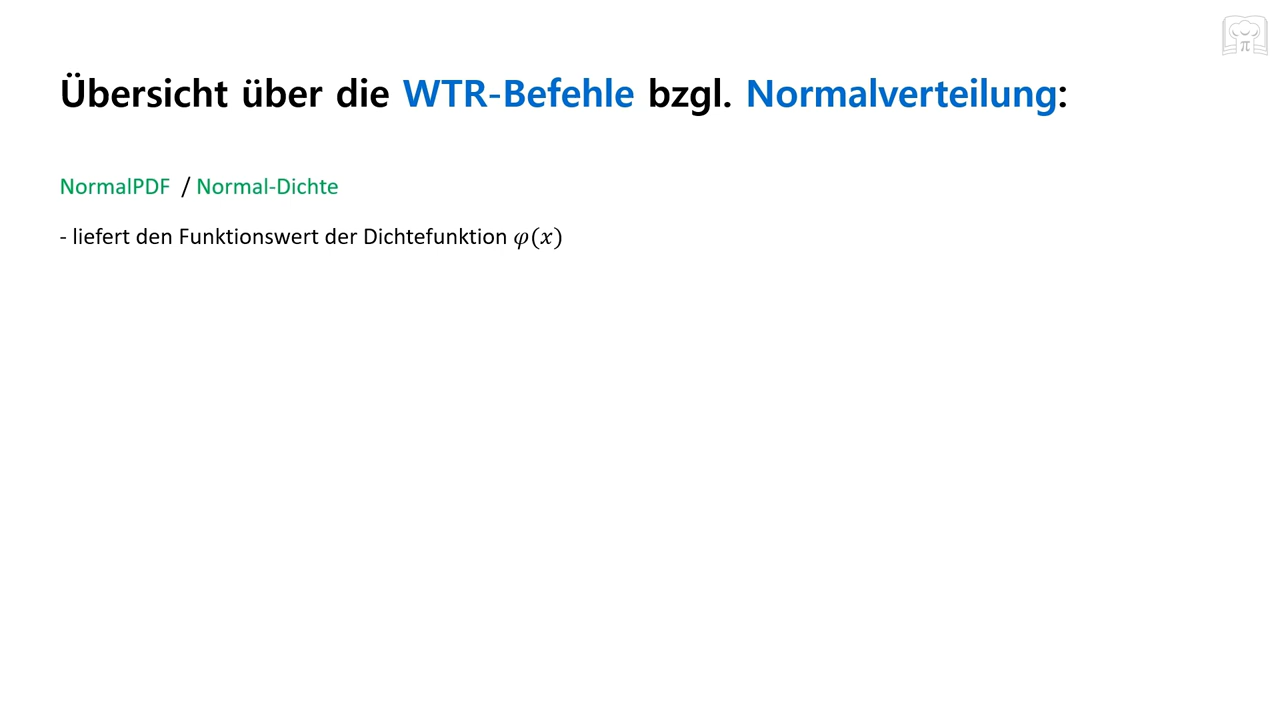 Übersicht über die WTR-Befehle bzgl. Normalverteilung:
NormalPDF / Normal-Dichte
- liefert den Funktionswert der Dichtefunktion φ(x)
π